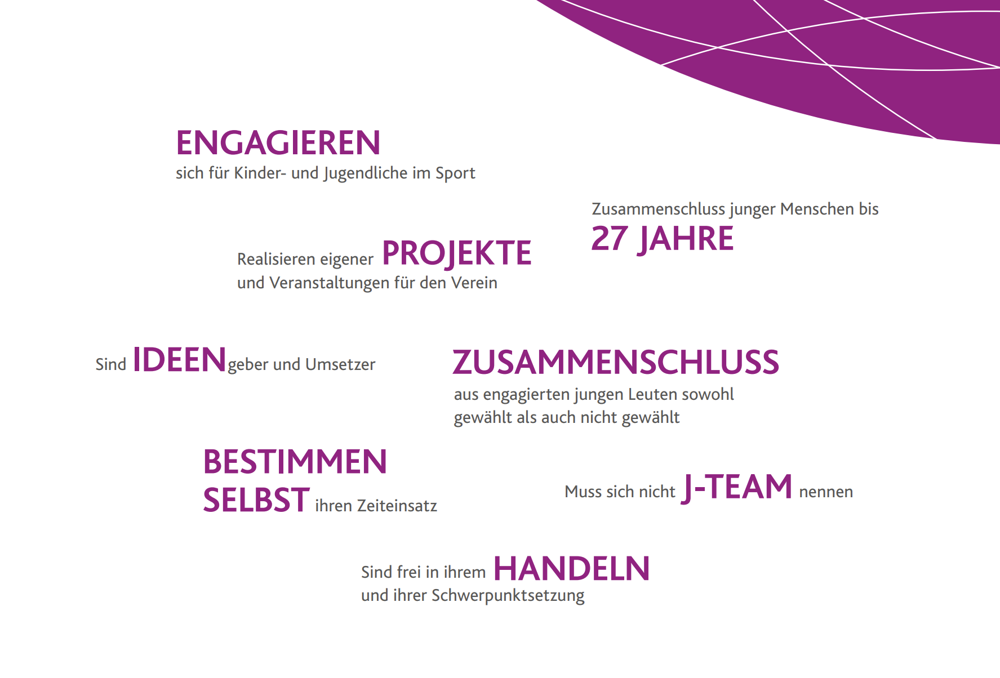 ENGAGIEREN
sich für Kinder- und Jugendliche im Sport
Zusammenschluss junger Menschen bis
27 JAHRE
Realisieren eigener PROJEKTE
und Veranstaltungen für den Verein
Sind IDEENgeber und Umsetzer
ZUSAMMENSCHLUSS
aus engagierten jungen Leuten sowohl
gewählt als auch nicht gewählt
BESTIMMEN
SELBST ihren Zeiteinsatz
Muss sich nicht J-TEAM nennen
Sind frei in ihrem HANDELN
und ihrer Schwerpunktsetzung